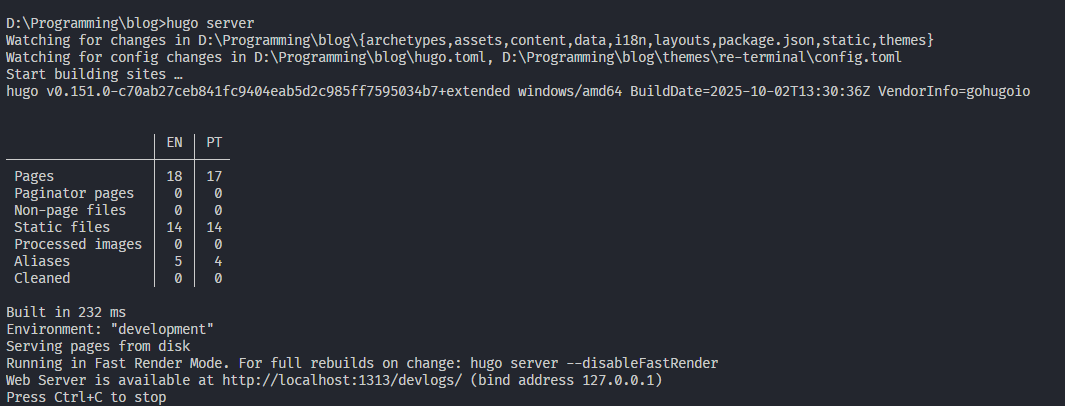 D:\Programming\blog>hugo server
Watching for changes in D:\Programming\blog\{archetypes,assets,content,data,i18n,layouts,package.json,static,themes}
Watching for config changes in D:\Programming\blog\hugo.toml, D:\Programming\blog\themes\re-terminal\config.toml
Start building sites …
hugo v0.151.0-c70ab27ceb841fc9404eab5d2c985ff7595034b7+extended windows/amd64 BuildDate=2025-10-02T13:30:36Z VendorInfo=gohugoio
EN PT
Pages 18 17
Paginator pages 0 0
Non-page files 0 0
Static files 14 14
Processed images 0 0
Aliases 5 4
Cleaned 0 0
Built in 232 ms
Environment: "development"
Serving pages from disk
Running in Fast Render Mode. For full rebuilds on change: hugo server --disableFastRender
Web Server is available at http://localhost:1313/devlogs/ (bind address 127.0.0.1)
Press Ctrl+C to stop